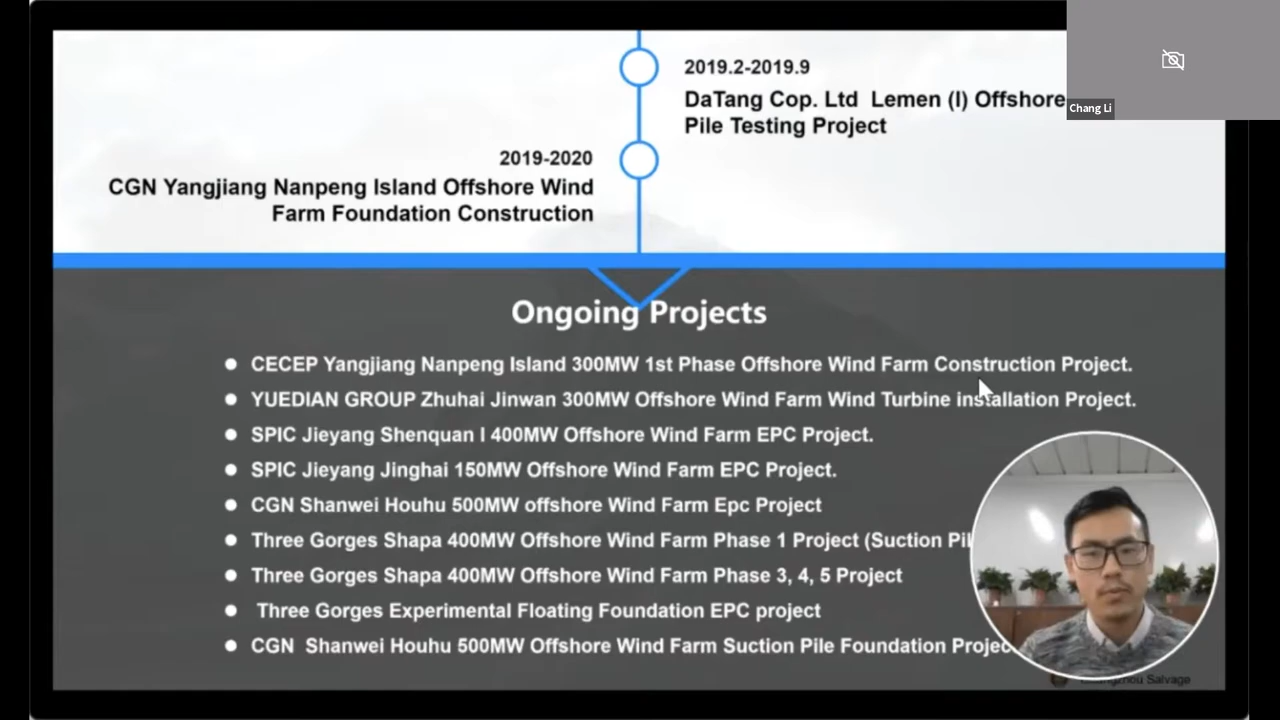 2019.2-2019.9
DaTang Cop. Ltd  Lemen (I) Offshore
Pile Testing Project
Chang Li
2019-2020
CGN Yangjiang Nanpeng Island Offshore Wind
Farm Foundation Construction
Ongoing Projects
CECEP Yangjiang Nanpeng Island 300MW 1st Phase Offshore Wind Farm Construction Project.
YUEDIAN GROUP Zhuhai Jinwan 300MW Offshore Wind Farm Wind Turbine installation Project.
SPIC Jieyang Shenquan I 400MW Offshore Wind Farm EPC Project.
SPIC Jieyang Jinghai 150MW Offshore Wind Farm EPC Project.
CGN Shanwei Houhu 500MW offshore Wind Farm Epc Project
Three Gorges Shapa 400MW Offshore Wind Farm Phase 1 Project (Suction
Three Gorges Shapa 400MW Offshore Wind Farm Phase 3, 4, 5 Project
Three Gorges Experimental Floating Foundation EPC project
CGN  Shanwei Houhu 500MW Offshore Wind Farm Suction Pile Foundation
Salvage